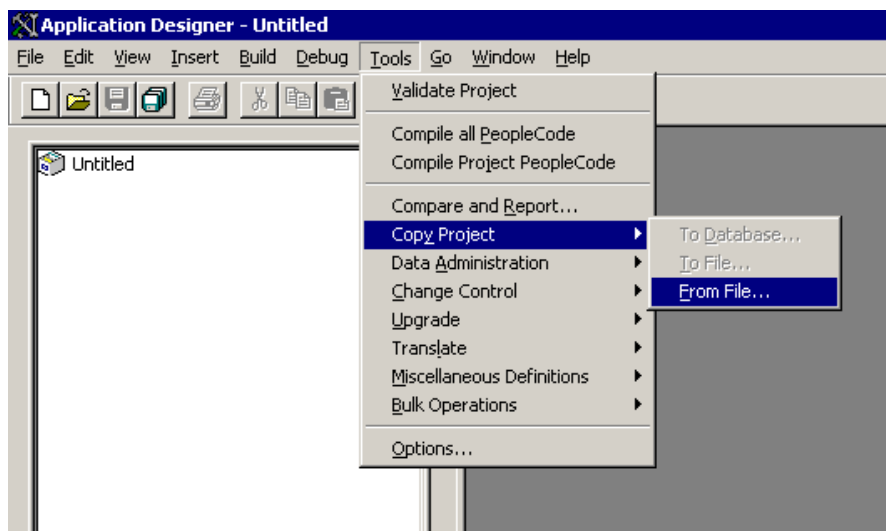 Application Designer - Untitled
File Edit View Insert Build Debug Tools Go Window Help
Untitled
Validate Project
Compile all PeopleCode
Compile Project PeopleCode
Compare and Report...
Copy Project
Data Administration
Change Control
Upgrade
Translate
Miscellaneous Definitions
Bulk Operations
Options...
To Database...
To File...
From File...